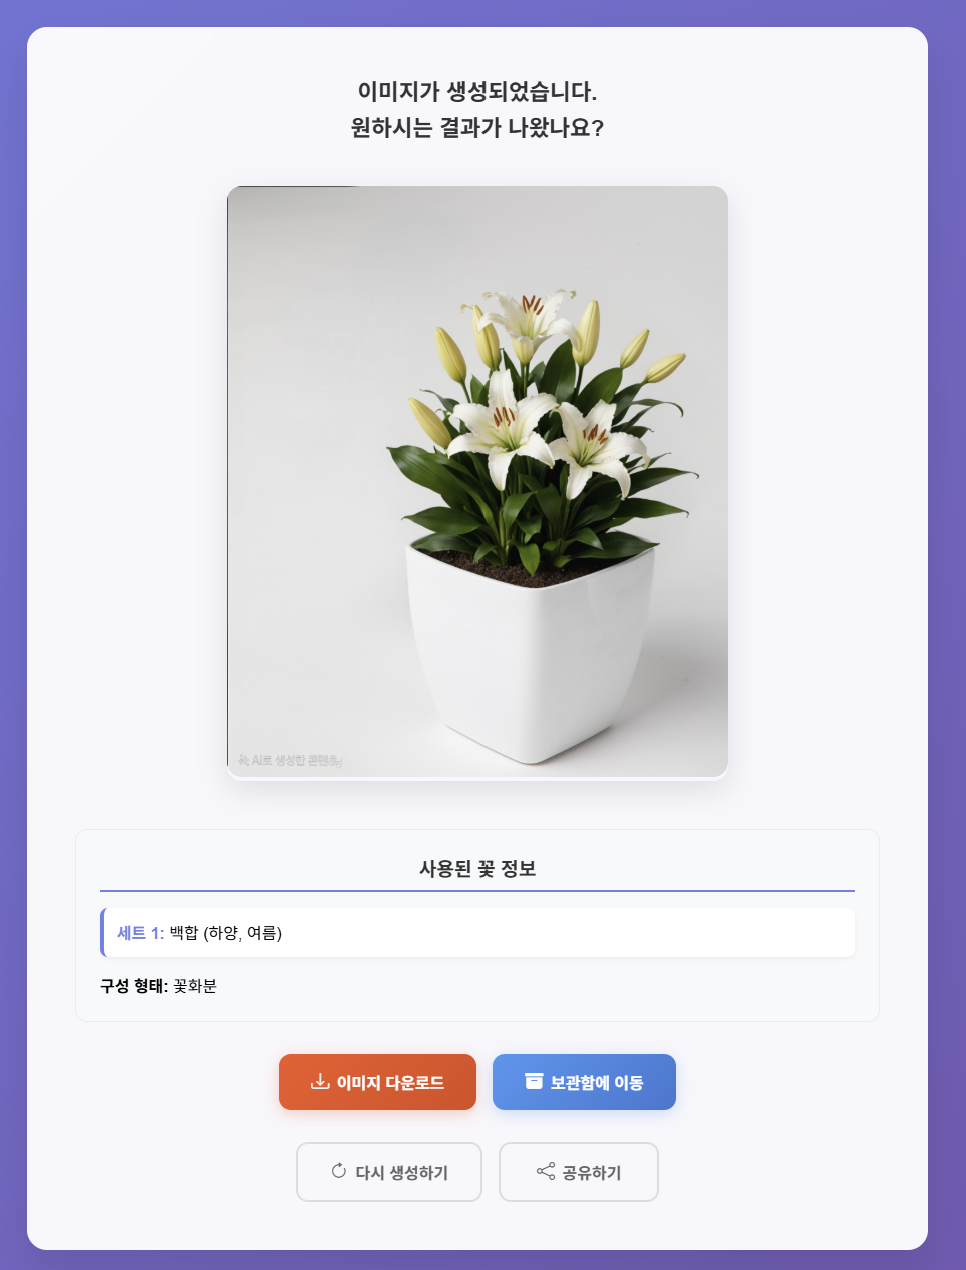 이미지가 생성되었습니다.
원하시는 결과가 나왔나요?
AI로 생성한 콘텐츠
사용된 꽃 정보
세트 1: 백합 (하양, 여름)
구성 형태: 꽃화분
이미지 다운로드
보관함에 이동
다시 생성하기
공유하기